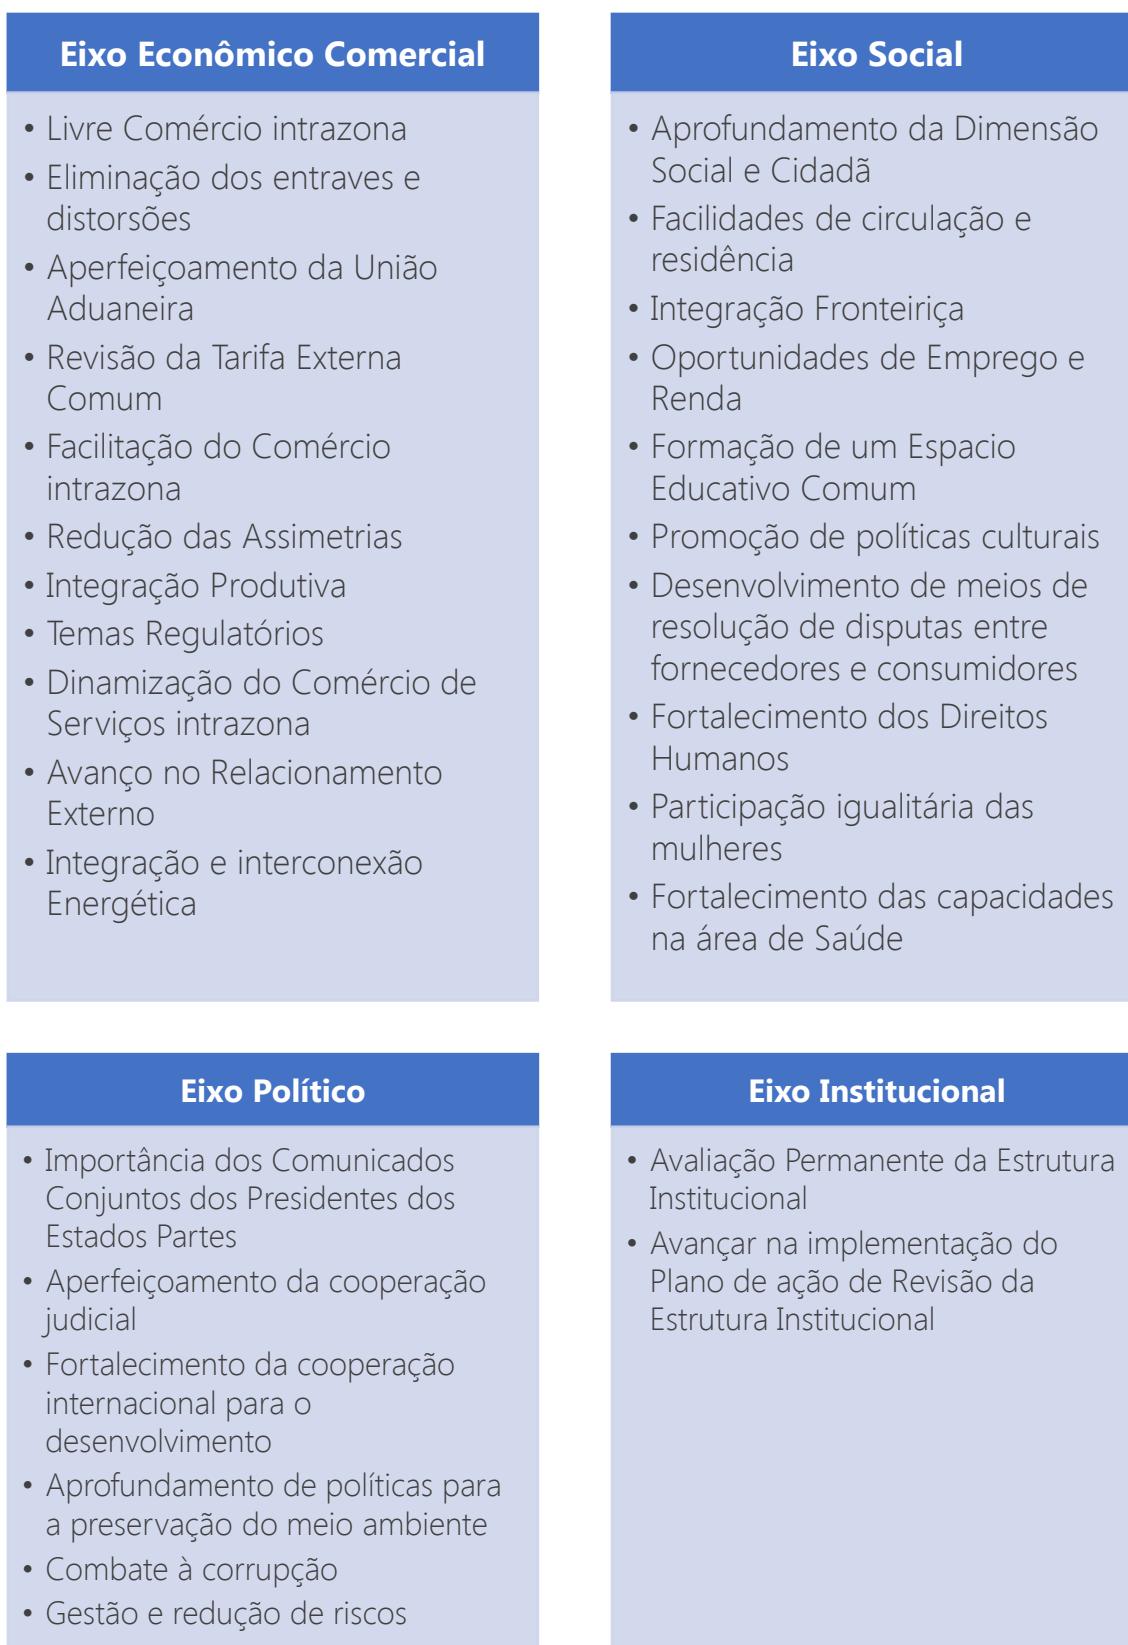 Eixo Econômico Comercial
• Livre Comércio intrazona
• Eliminação dos entraves e
distorsões
• Aperfeiçoamento da União
Aduaneira
• Revisão da Tarifa Externa
Comum
• Facilitação do Comércio
intrazona
• Redução das Assimetrias
• Integração Produtiva
• Temas Regulatórios
• Dinamização do Comércio de
Serviços intrazona
• Avanço no Relacionamento
Externo
• Integração e interconexão
Energética
Eixo Social
• Aprofundamento da Dimensão
Social e Cidadã
• Facilidades de circulação e
residência
• Integração Fronteiriça
• Oportunidades de Emprego e
Renda
• Formação de um Espacio
Educativo Comum
• Promoção de políticas culturais
• Desenvolvimento de meios de
resolução de disputas entre
fornecedores e consumidores
• Fortalecimento dos Direitos
Humanos
• Participação igualitária das
mulheres
• Fortalecimento das capacidades
na área de Saúde
Eixo Político
• Importância dos Comunicados
Conjuntos dos Presidentes dos
Estados Partes
• Aperfeiçoamento da cooperação
judicial
• Fortalecimento da cooperação
internacional para o
desenvolvimento
• Aprofundamento de políticas para
a preservação do meio ambiente
• Combate à corrupção
• Gestão e redução de riscos
Eixo Institucional
• Avaliação Permanente da Estrutura
Institucional
• Avançar na implementação do
Plano de ação de Revisão da
Estrutura Institucional